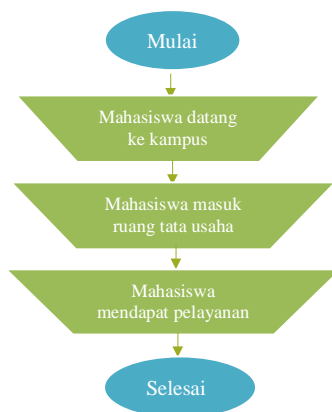 Mulai
Mahasiswa datang
ke kampus
Mahasiswa masuk
ruang tata usaha
Mahasiswa
mendapat pelayanan
Selesai